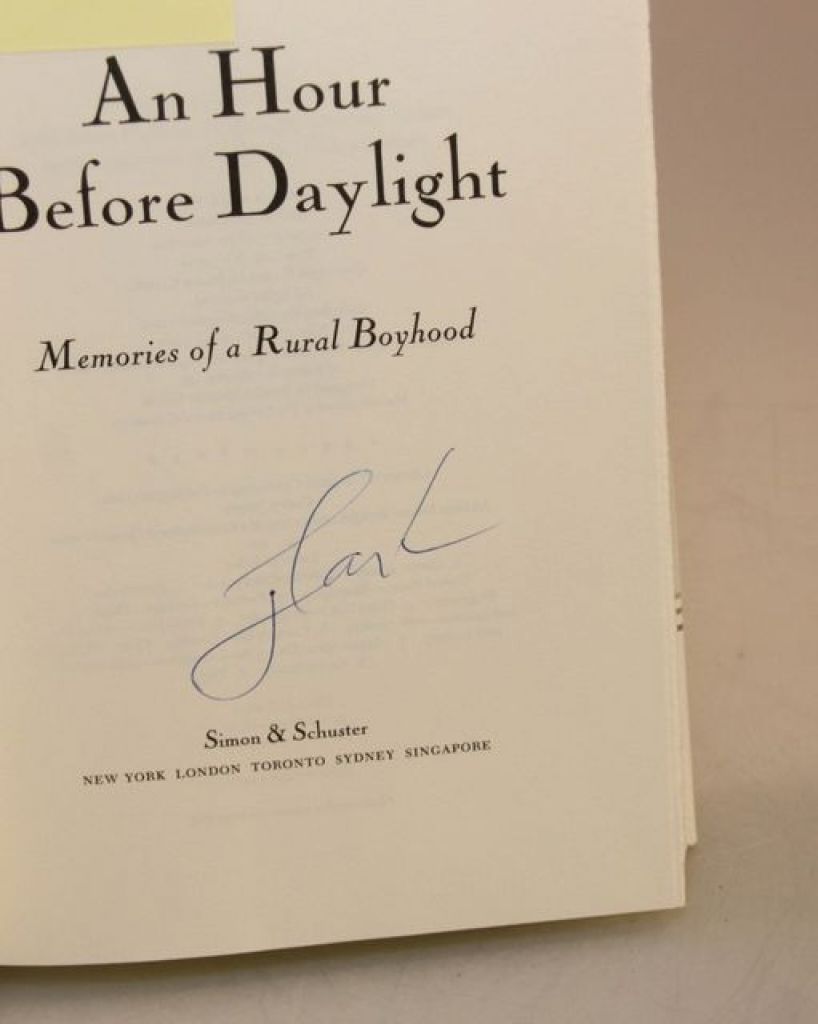 An Hour
Before Daylight
Memories of a Rural Boyhood
Simon & Schuster
NEW YORK LONDON TORONTO SYDNEY SINGAPORE